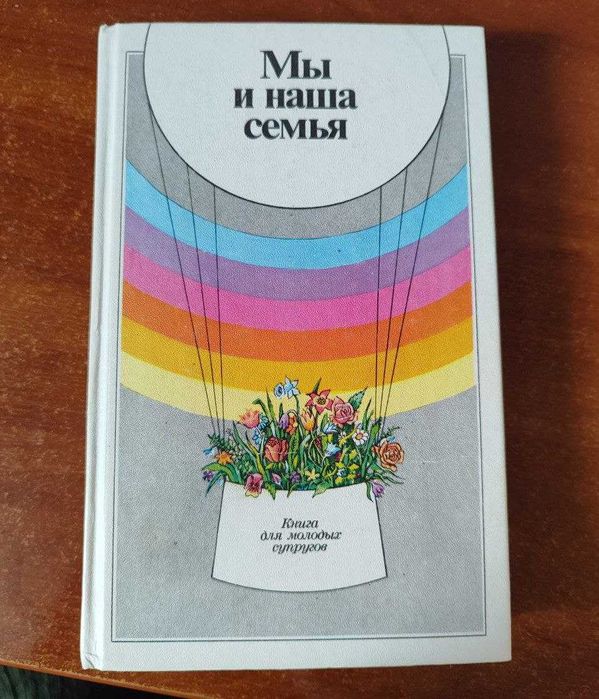 Мы
и наша
семья
Книга
для молодых
супругов